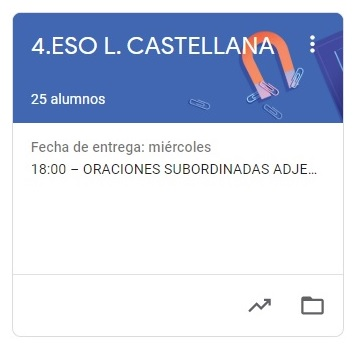 4.ESO L. CASTELLANA
25 alumnos
Fecha de entrega: miércoles
18:00 – ORACIONES SUBORDINADAS ADJE...